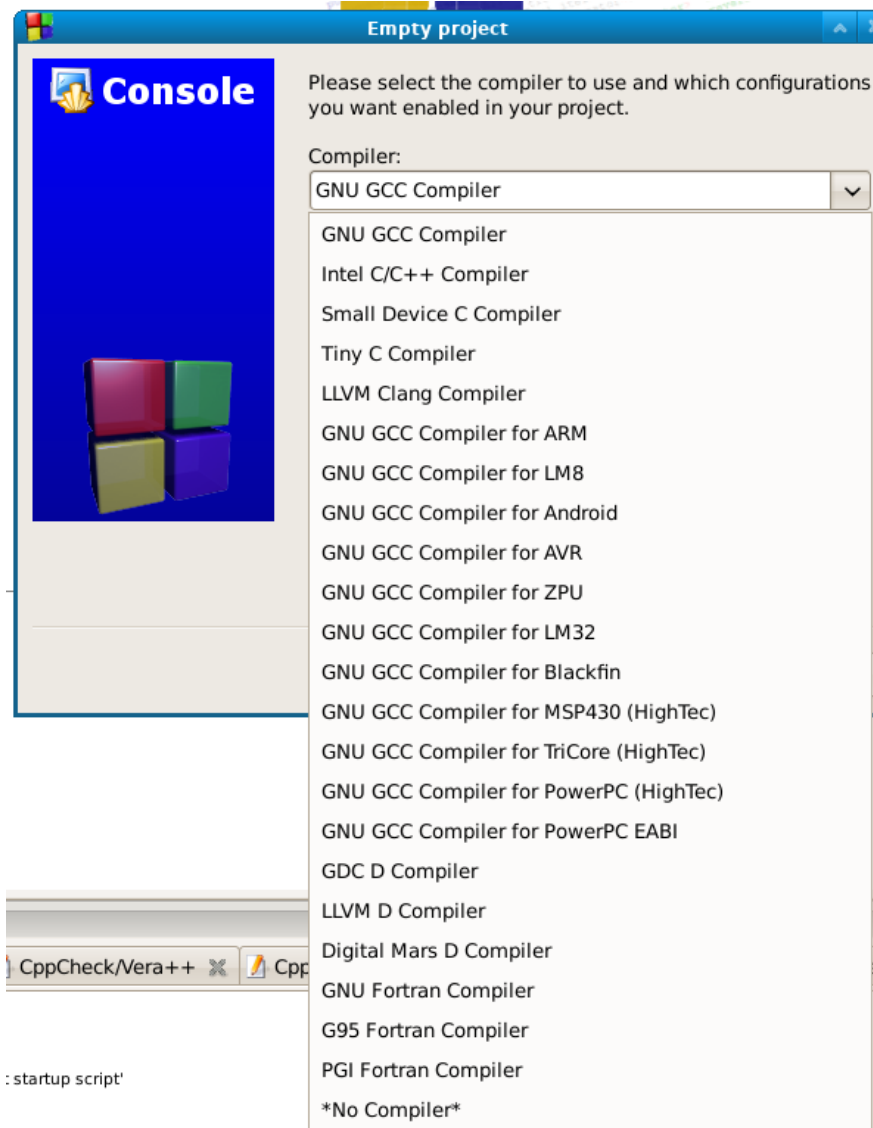 Empty project
Console
Please select the compiler to use and which configurations
you want enabled in your project.
Compiler:
GNU GCC Compiler
GNU GCC Compiler
Intel C/C++ Compiler
Small Device C Compiler
Tiny C Compiler
LLVM Clang Compiler
GNU GCC Compiler for ARM
GNU GCC Compiler for LM8
GNU GCC Compiler for Android
GNU GCC Compiler for AVR
GNU GCC Compiler for ZPU
GNU GCC Compiler for LM32
GNU GCC Compiler for Blackfin
GNU GCC Compiler for MSP430 (HighTec)
GNU GCC Compiler for TriCore (HighTec)
GNU GCC Compiler for PowerPC (HighTec)
GNU GCC Compiler for PowerPC EABI
GDC D Compiler
LLVM D Compiler
Digital Mars D Compiler
GNU Fortran Compiler
G95 Fortran Compiler
PGI Fortran Compiler
*No Compiler*
CppCheck/Vera++ Cpp
startup script'